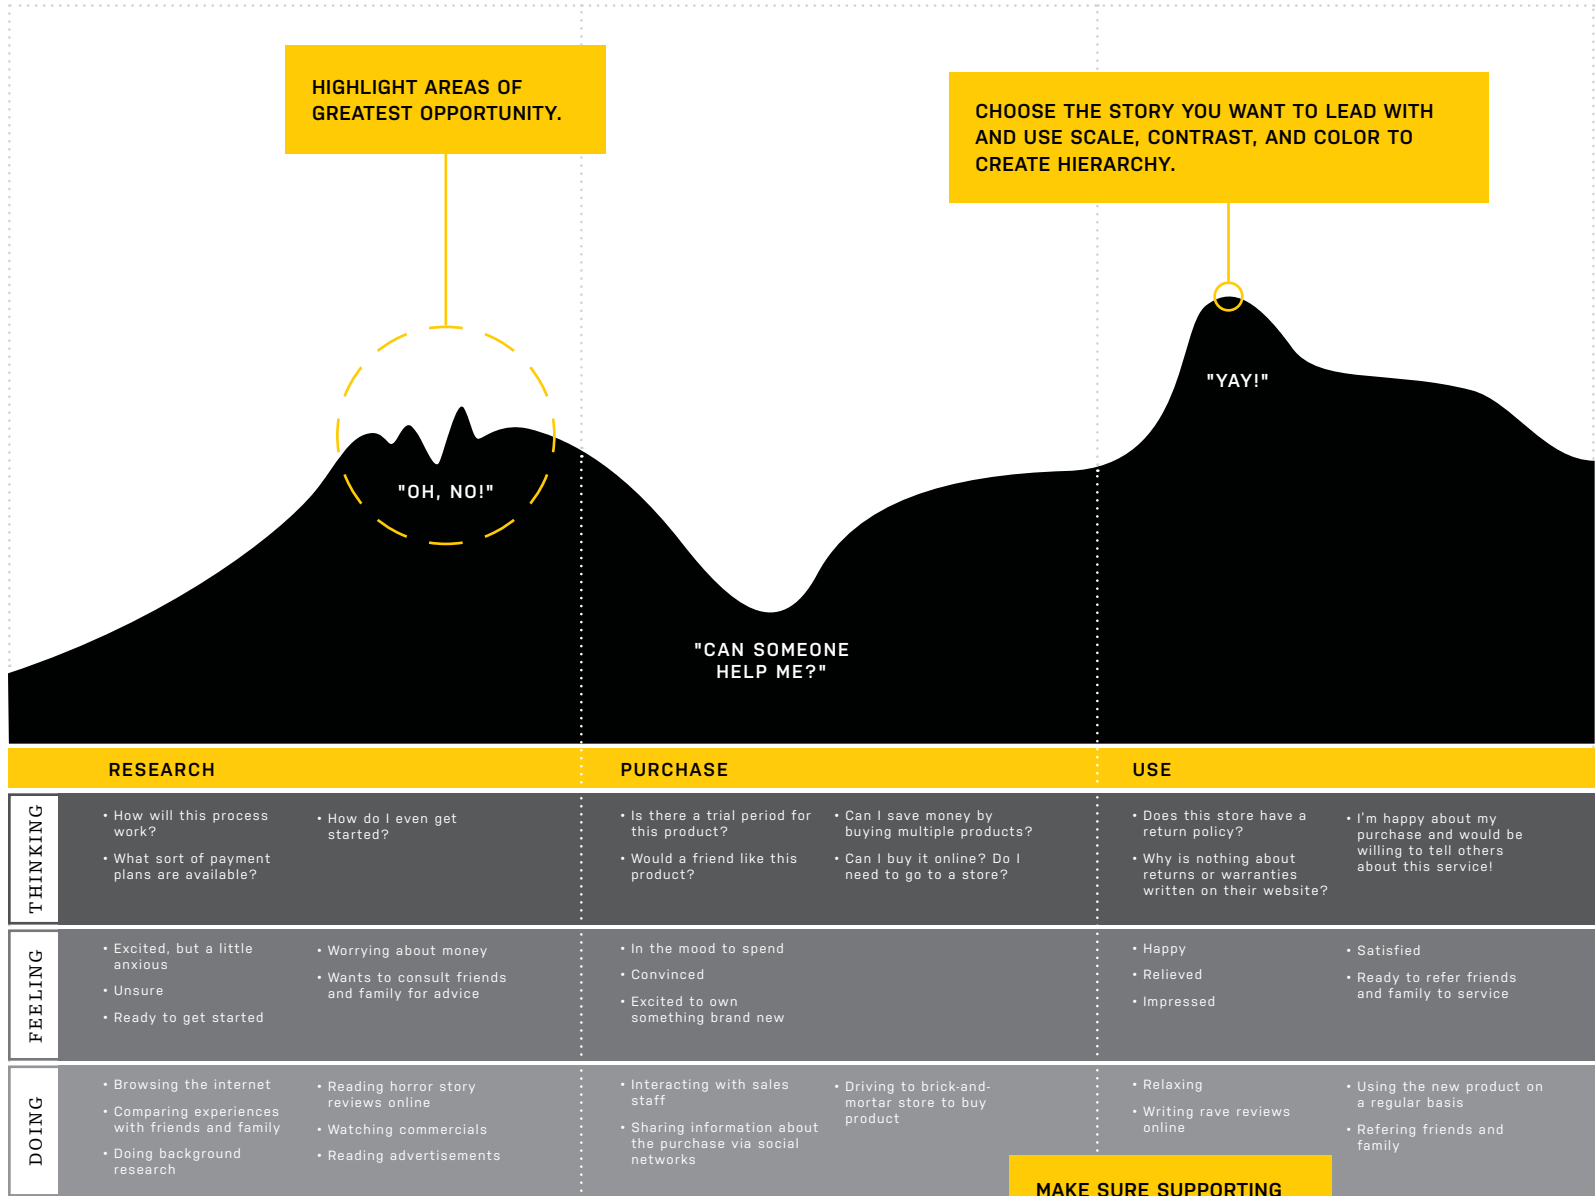 HIGHLIGHT AREAS OF
GREATEST OPPORTUNITY.
CHOOSE THE STORY YOU WANT TO LEAD WITH
AND USE SCALE, CONTRAST, AND COLOR TO
CREATE HIERARCHY.
"OH, NO!"
"CAN SOMEONE
HELP ME?"
"YAY!"
RESEARCH
PURCHASE
USE
THINKING
• How will this process
work?
• What sort of payment
plans are available?
• How do I even get
started?
• Is there a trial period for
this product?
• Would a friend like this
product?
• Can I save money by
buying multiple products?
• Can I buy it online? Do I
need to go to a store?
• Does this store have a
return policy?
• Why is nothing about
returns or warranties
written on their website?
• I'm happy about my
purchase and would be
willing to tell others
about this service!
FEELING
• Excited, but a little
anxious
• Unsure
• Ready to get started
• Worrying about money
• Wants to consult friends
and family for advice
• In the mood to spend
• Convinced
• Excited to own
something brand new
• Happy
• Relieved
• Impressed
• Satisfied
• Ready to refer friends
and family to service
DOING
• Browsing the internet
• Comparing experiences
with friends and family
• Doing background
research
• Reading horror story
reviews online
• Watching commercials
• Reading advertisements
• Interacting with sales
staff
• Sharing information about
the purchase via social
networks
• Driving to brick-and-
mortar store to buy
product
• Relaxing
• Writing rave reviews
online
• Using the new product on
a regular basis
• Refering friends and
family
MAKE SURE SUPPORTING